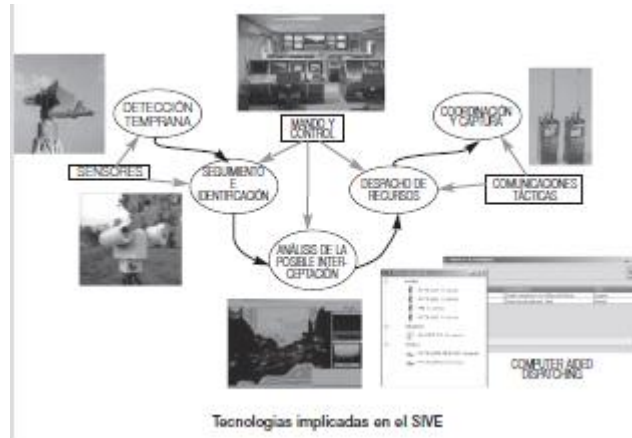 DETECCIÓN
TEMPRANA
MANDO Y
CONTROL
COORDINACIÓN
Y CAPTURA
SENSORES
SEGUIMIENTO
E
IDENTIFICACIÓN
DESPACHO DE
RECURSOS
COMUNICACIONES
TÁCTICAS
ANÁLISIS DE LA
POSIBLE INTER-
CEPTACIÓN
COMPUTER AIDED
DISPATCHING
Tecnologías implicadas en el SIVE